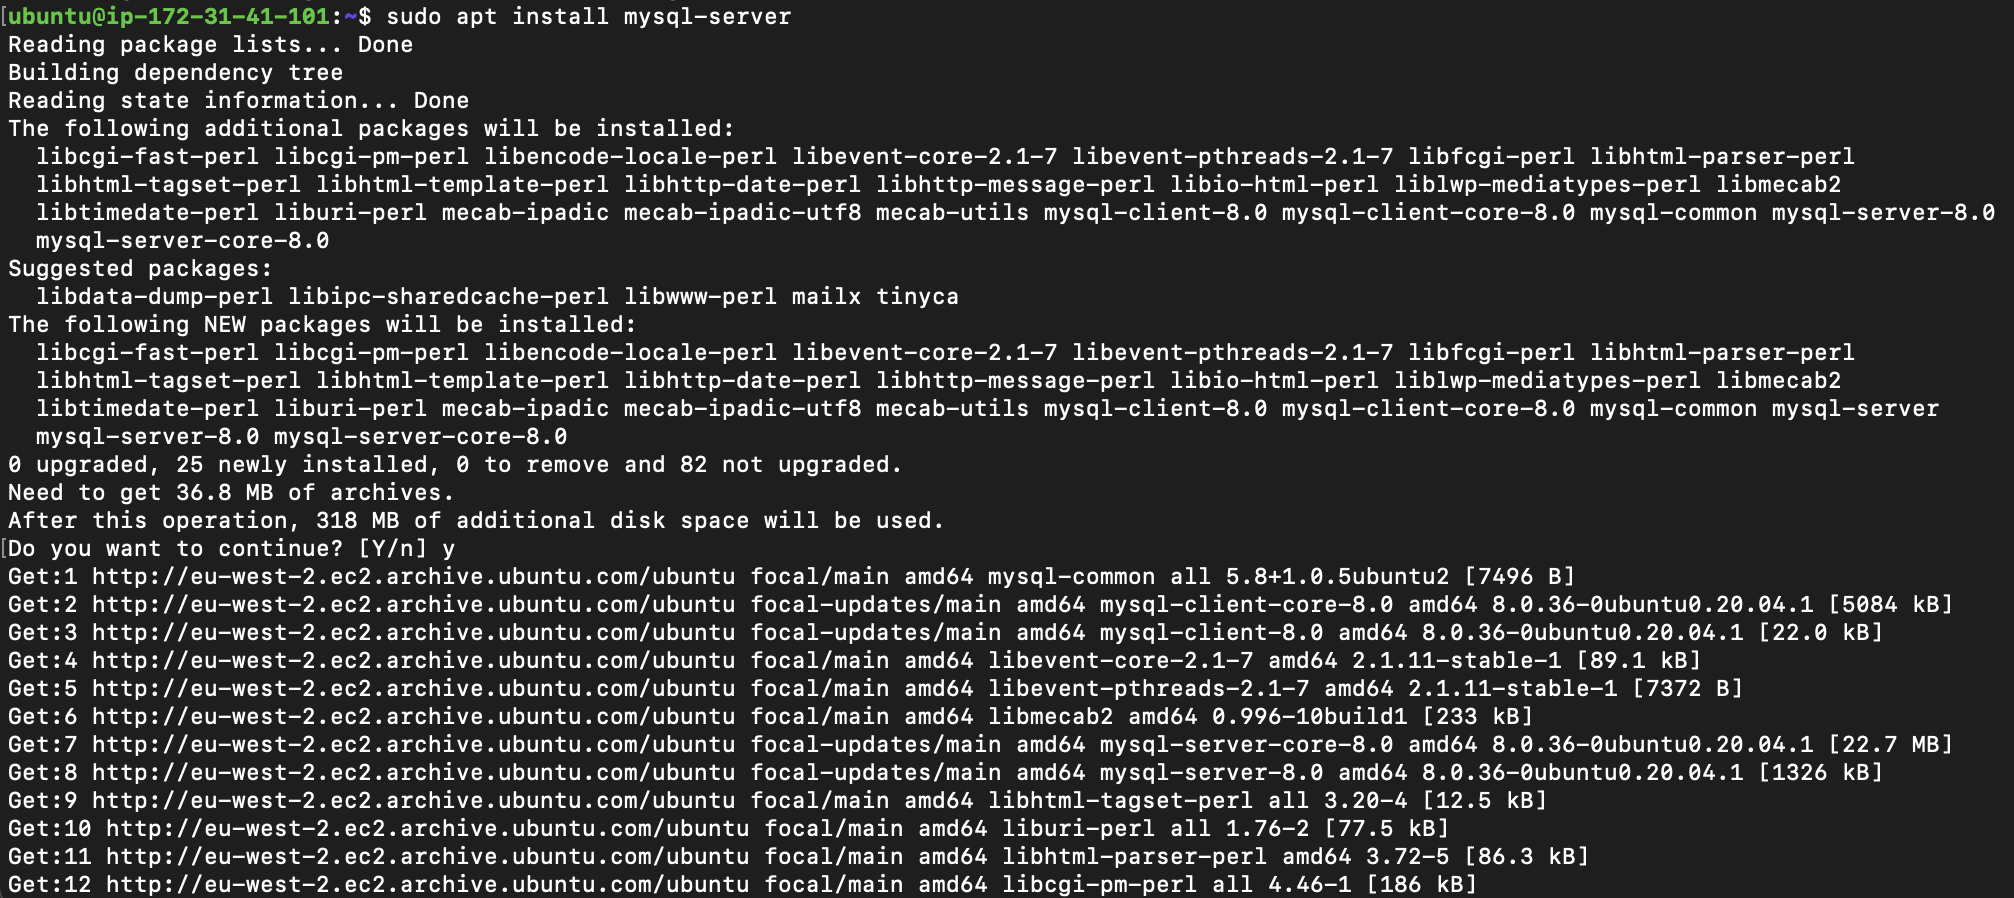 [ubuntu@ip-172-31-41-101:~$ sudo apt install mysql-server
Reading package lists... Done
Building dependency tree
Reading state information... Done
The following additional packages will be installed:
  libcgi-fast-perl libcgi-pm-perl libencode-locale-perl libevent-core-2.1-7 libevent-pthreads-2.1-7 libfcgi-perl libhtml-parser-perl
  libhtml-tagset-perl libhtml-template-perl libhttp-date-perl libhttp-message-perl libio-html-perl liblwp-mediatypes-perl libmecab2
  libtimedate-perl liburi-perl mecab-ipadic mecab-ipadic-utf8 mecab-utils mysql-client-8.0 mysql-client-core-8.0 mysql-common mysql-server-8.0
  mysql-server-core-8.0
Suggested packages:
  libdata-dump-perl libipc-sharedcache-perl libwww-perl mailx tinyca
The following NEW packages will be installed:
  libcgi-fast-perl libcgi-pm-perl libencode-locale-perl libevent-core-2.1-7 libevent-pthreads-2.1-7 libfcgi-perl libhtml-parser-perl
  libhtml-tagset-perl libhtml-template-perl libhttp-date-perl libhttp-message-perl libio-html-perl liblwp-mediatypes-perl libmecab2
  libtimedate-perl liburi-perl mecab-ipadic mecab-ipadic-utf8 mecab-utils mysql-client-8.0 mysql-client-core-8.0 mysql-common mysql-server
  mysql-server-8.0 mysql-server-core-8.0
0 upgraded, 25 newly installed, 0 to remove and 82 not upgraded.
Need to get 36.8 MB of archives.
After this operation, 318 MB of additional disk space will be used.
[Do you want to continue? [Y/n] y
Get:1 http://eu-west-2.ec2.archive.ubuntu.com/ubuntu focal/main amd64 mysql-common all 5.8+1.0.5ubuntu2 [7496 B]
Get:2 http://eu-west-2.ec2.archive.ubuntu.com/ubuntu focal-updates/main amd64 mysql-client-core-8.0 amd64 8.0.36-0ubuntu0.20.04.1 [5084 kB]
Get:3 http://eu-west-2.ec2.archive.ubuntu.com/ubuntu focal-updates/main amd64 mysql-client-8.0 amd64 8.0.36-0ubuntu0.20.04.1 [22.0 kB]
Get:4 http://eu-west-2.ec2.archive.ubuntu.com/ubuntu focal/main amd64 libevent-core-2.1-7 amd64 2.1.11-stable-1 [89.1 kB]
Get:5 http://eu-west-2.ec2.archive.ubuntu.com/ubuntu focal/main amd64 libevent-pthreads-2.1-7 amd64 2.1.11-stable-1 [7372 B]
Get:6 http://eu-west-2.ec2.archive.ubuntu.com/ubuntu focal/main amd64 libmecab2 amd64 0.996-10build1 [233 kB]
Get:7 http://eu-west-2.ec2.archive.ubuntu.com/ubuntu focal-updates/main amd64 mysql-server-core-8.0 amd64 8.0.36-0ubuntu0.20.04.1 [22.7 MB]
Get:8 http://eu-west-2.ec2.archive.ubuntu.com/ubuntu focal-updates/main amd64 mysql-server-8.0 amd64 8.0.36-0ubuntu0.20.04.1 [1326 kB]
Get:9 http://eu-west-2.ec2.archive.ubuntu.com/ubuntu focal/main amd64 libhtml-tagset-perl all 3.20-4 [12.5 kB]
Get:10 http://eu-west-2.ec2.archive.ubuntu.com/ubuntu focal/main amd64 liburi-perl all 1.76-2 [77.5 kB]
Get:11 http://eu-west-2.ec2.archive.ubuntu.com/ubuntu focal/main amd64 libhtml-parser-perl amd64 3.72-5 [86.3 kB]
Get:12 http://eu-west-2.ec2.archive.ubuntu.com/ubuntu focal/main amd64 libcgi-pm-perl all 4.46-1 [186 kB]